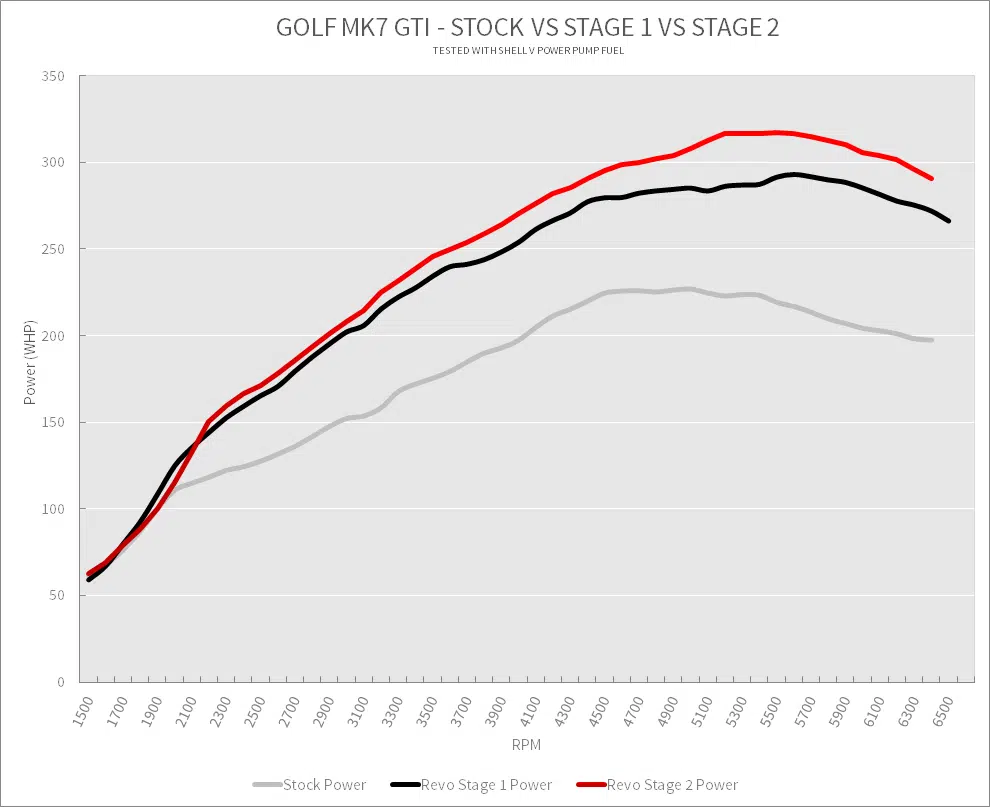 GOLF MK7 GTI - STOCK VS STAGE 1 VS STAGE 2
TESTED WITH SHELL V POWER PUMP FUEL
350
300
250
200
150
100
50
0
Power (WHP)
1500 1700 1900 2100 2300 2500 2700 2900 3100 3300 3500 3700 3900 4100 4300 4500 4700 4900 5100 5300 5500 5700 5900 6100 6300 6500
RPM
Stock Power Revo Stage 1 Power Revo Stage 2 Power